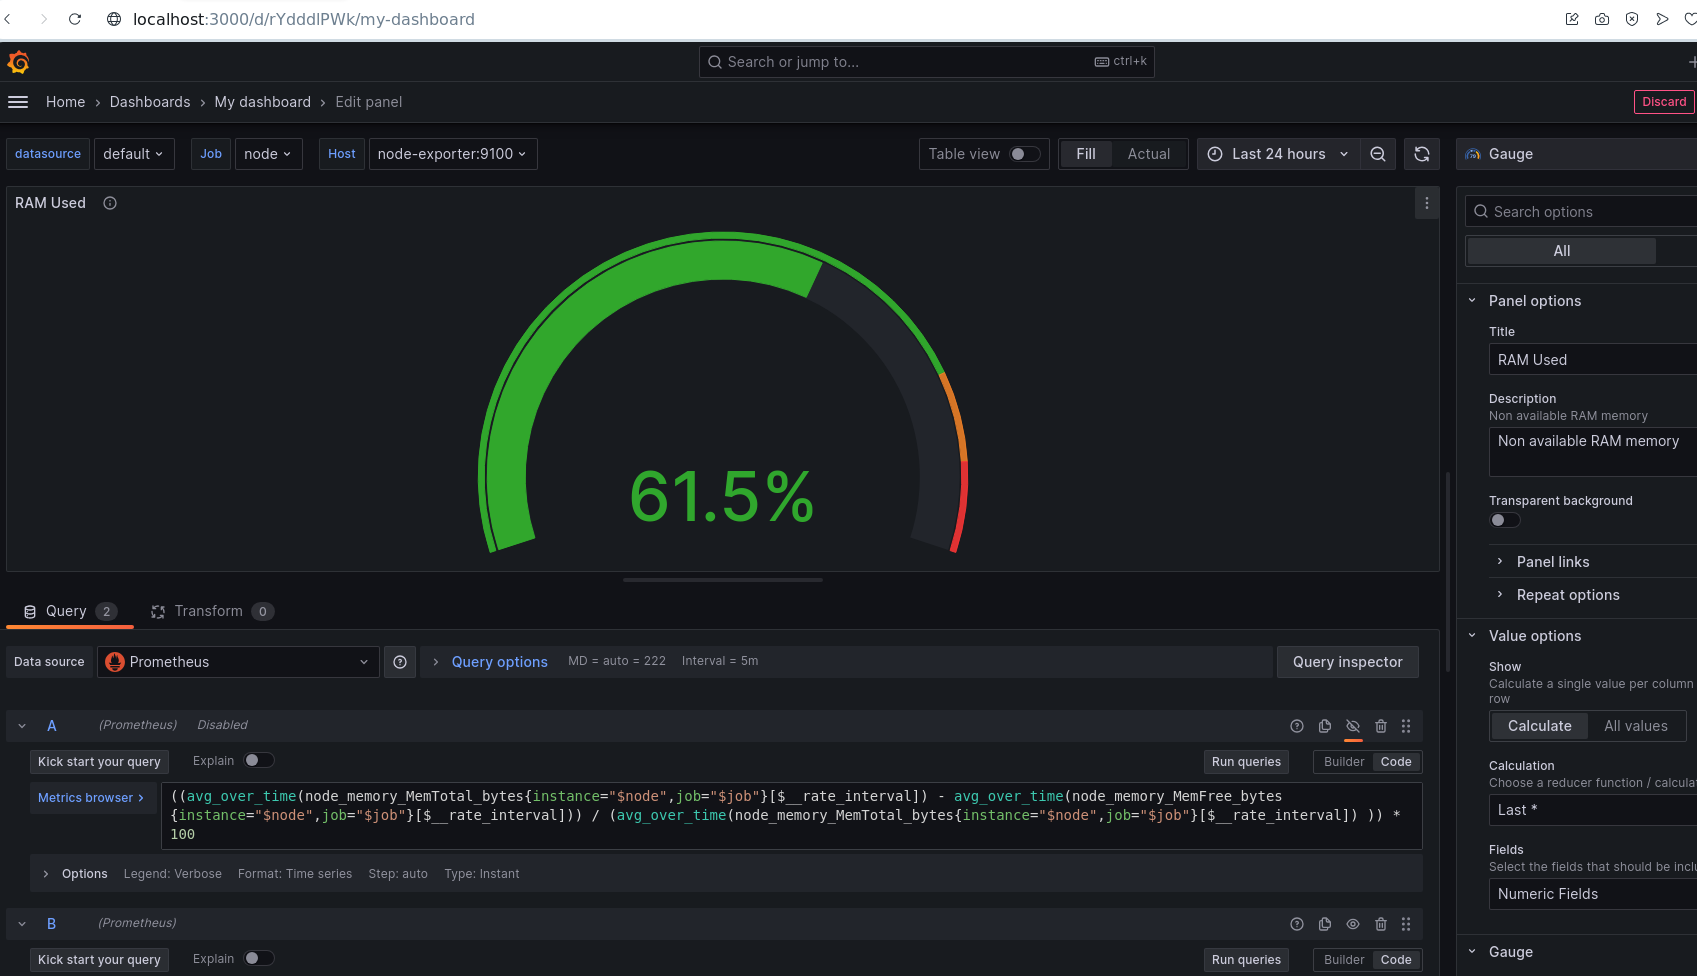 localhost:3000/d/rYdddlPWk/my-dashboard
Search or jump to... ctrl+k
Home › Dashboards › My dashboard › Edit panel
Discard
datasource default Job node Host node-exporter:9100 Table view Fill Actual Last 24 hours
Gauge
RAM Used
61.5%
Search options
All
Panel options
Title
RAM Used
Description
Non available RAM memory
Non available RAM memory
Transparent background
Panel links
Repeat options
Value options
Show
Calculate a single value per column
row
Calculate All values
Calculation
Choose a reducer function / calcula
Last *
Fields
Select the fields that should be incl
Numeric Fields
Gauge
Query 2 Transform 0
Data source Prometheus Query options MD = auto = 222 Interval = 5m Query inspector
A (Prometheus) Disabled
Kick start your query Explain Run queries Builder Code
Metrics browser ›
((avg_over_time(node_memory_MemTotal_bytes{instance="$node",job="$job"}[$__rate_interval]) - avg_over_time(node_memory_MemFree_bytes
{instance="$node",job="$job"}[$__rate_interval])) / (avg_over_time(node_memory_MemTotal_bytes{instance="$node",job="$job"}[$__rate_interval]) )) *
100
Options Legend: Verbose Format: Time series Step: auto Type: Instant
B (Prometheus)
Kick start your query Explain Run queries Builder Code